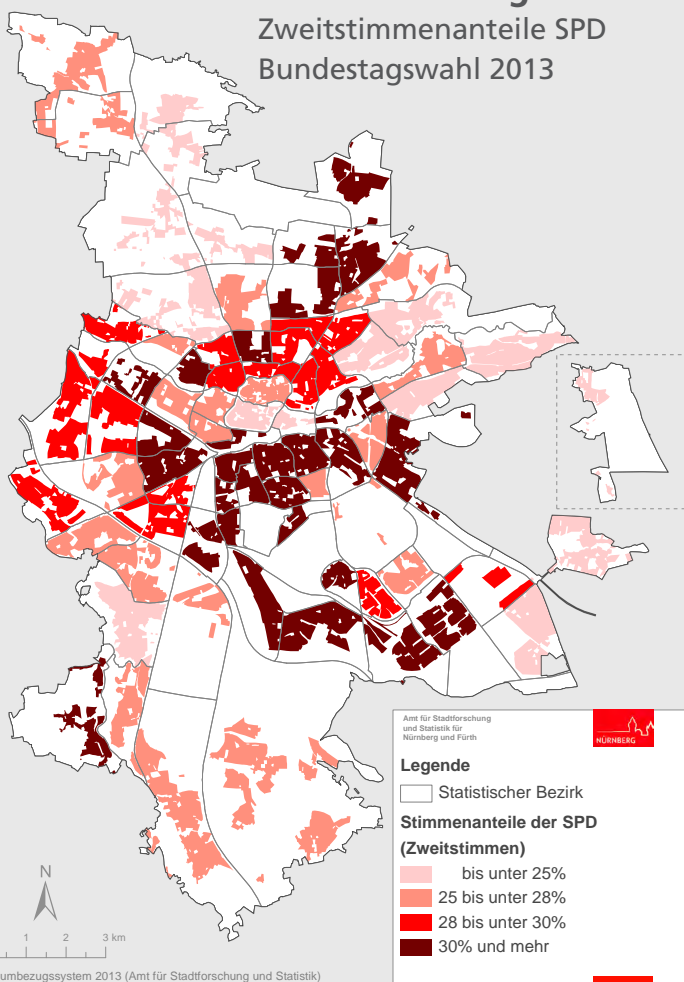 Zweitstimmenanteile SPD
Bundestagswahl 2013
Amt für Stadtforschung
und Statistik für
Nürnberg und Fürth
NÜRNBERG
Legende
Statistischer Bezirk
Stimmenanteile der SPD
(Zweitstimmen)
bis unter 25%
25 bis unter 28%
28 bis unter 30%
30% und mehr
N
1 2 3 km
umbezugssystem 2013 (Amt für Stadtforschung und Statistik)